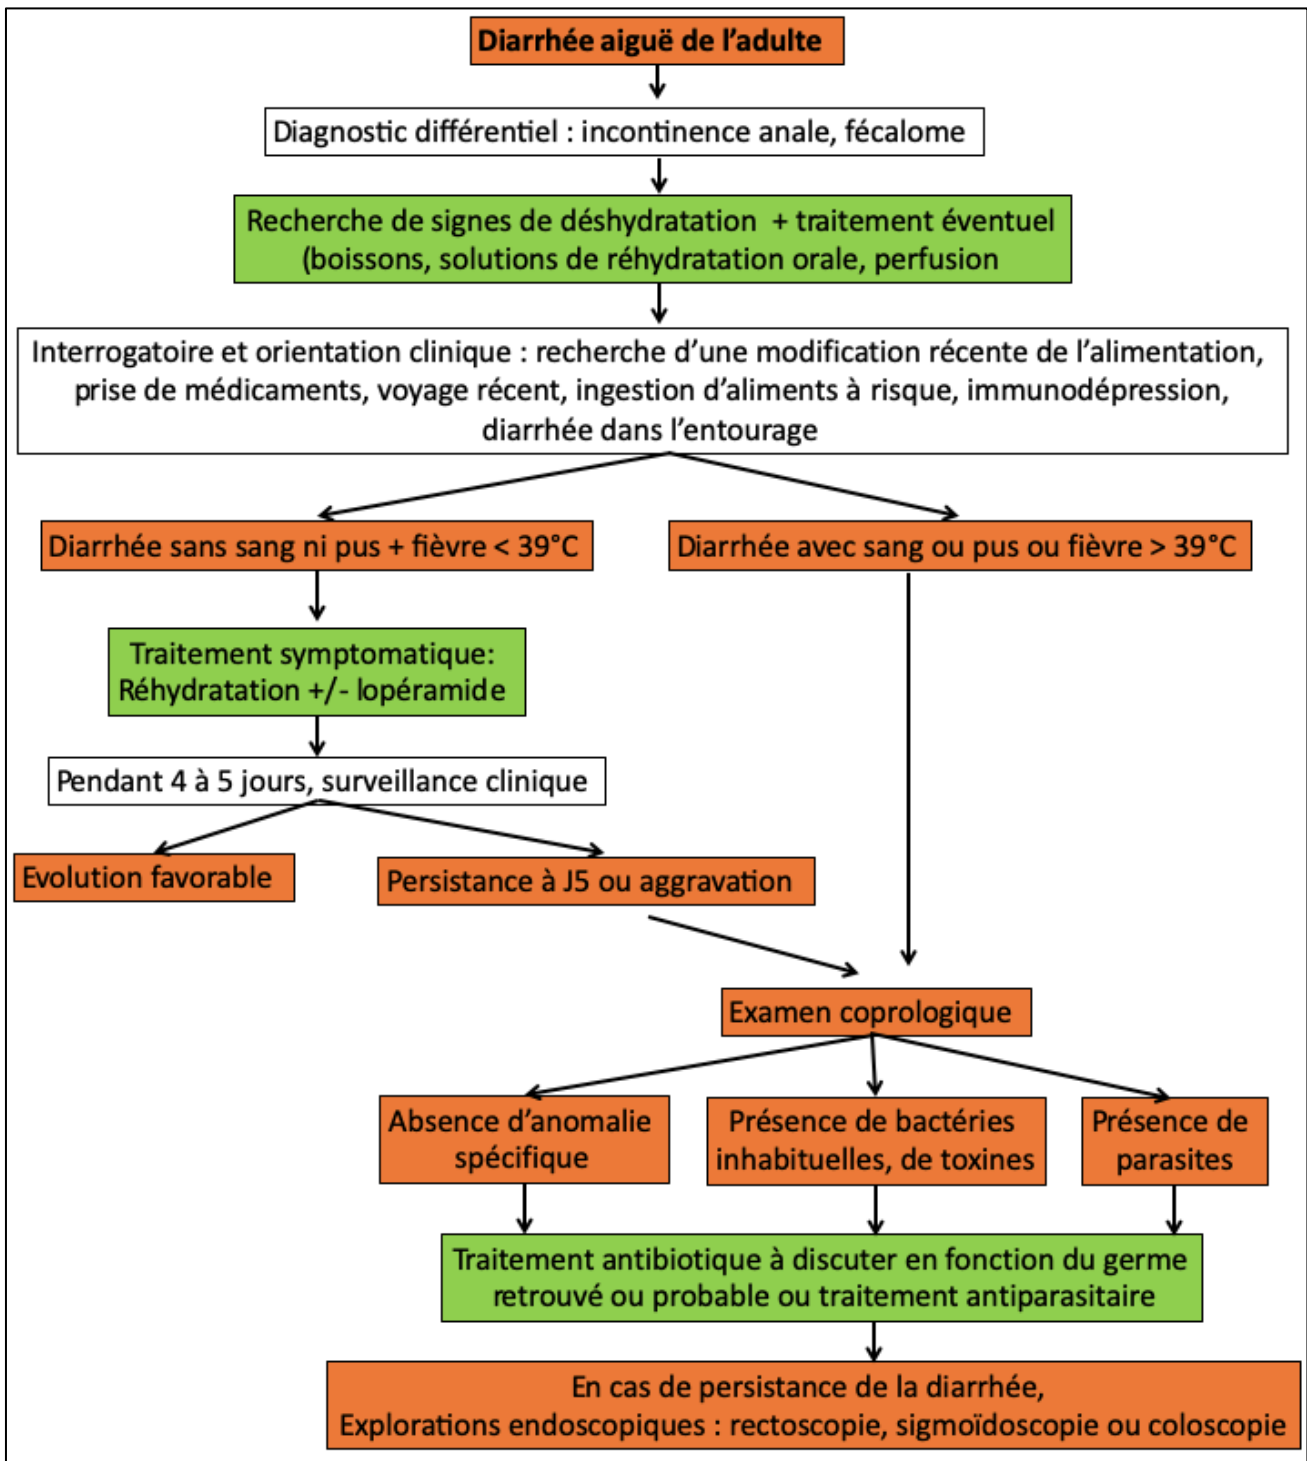 Diarrhée aiguë de l’adulte
Diagnostic différentiel : incontinence anale, fécalome
Recherche de signes de déshydratation + traitement éventuel
(boissons, solutions de réhydratation orale, perfusion
Interrogatoire et orientation clinique : recherche d’une modification récente de l’alimentation,
prise de médicaments, voyage récent, ingestion d’aliments à risque, immunodépression,
diarrhée dans l’entourage
Diarrhée sans sang ni pus + fièvre < 39°C
Diarrhée avec sang ou pus ou fièvre > 39°C
Traitement symptomatique:
Réhydratation +/- lopéramide
Pendant 4 à 5 jours, surveillance clinique
Evolution favorable
Persistance à J5 ou aggravation
Examen coprologique
Absence d’anomalie
spécifique
Présence de bactéries
inhabituelles, de toxines
Présence de
parasites
Traitement antibiotique à discuter en fonction du germe
retrouvé ou probable ou traitement antiparasitaire
En cas de persistance de la diarrhée,
Explorations endoscopiques : rectoscopie, sigmoïdoscopie ou coloscopie